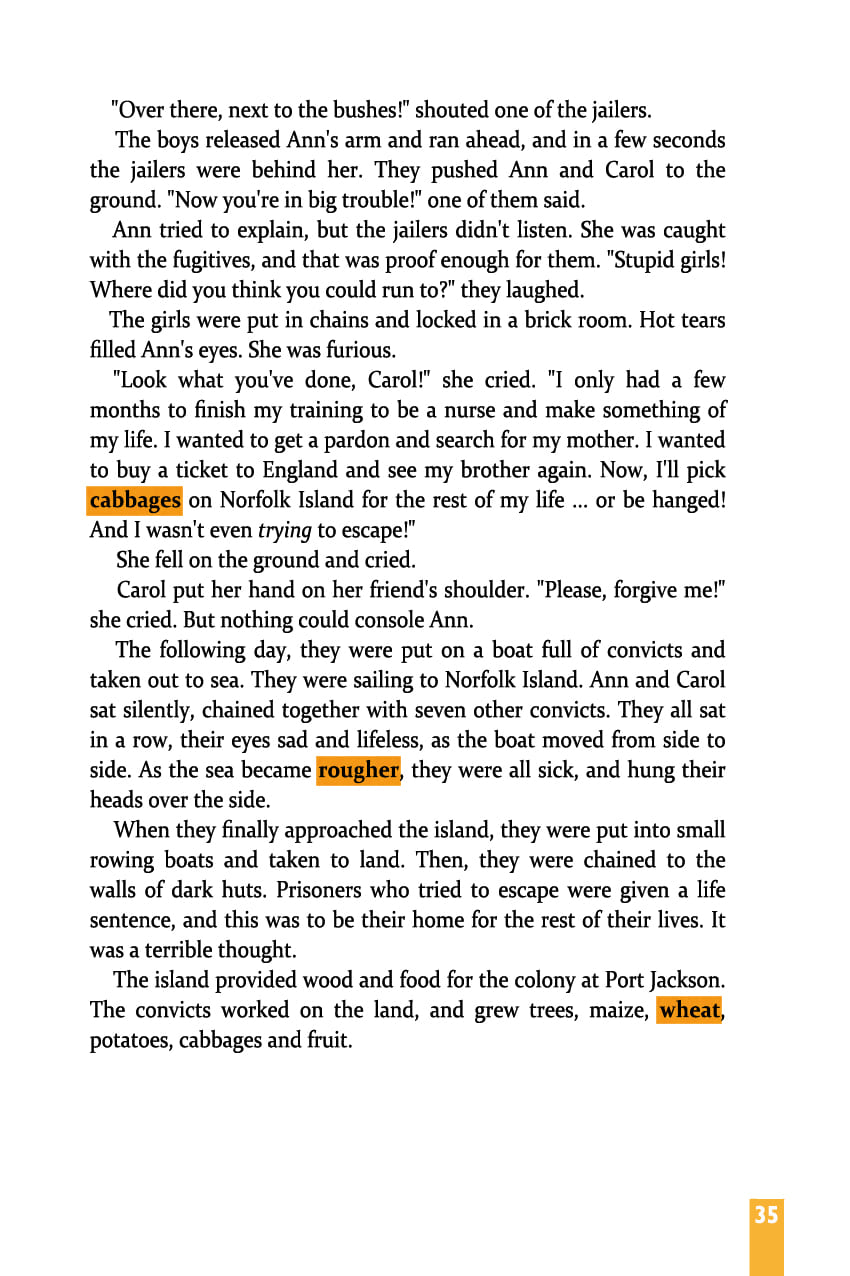 "Over there, next to the bushes!" shouted one of the jailers.
The boys released Ann's arm and ran ahead, and in a few seconds
the jailers were behind her. They pushed Ann and Carol to the
ground. "Now you're in big trouble!" one of them said.
Ann tried to explain, but the jailers didn't listen. She was caught
with the fugitives, and that was proof enough for them. "Stupid girls!
Where did you think you could run to?" they laughed.
The girls were put in chains and locked in a brick room. Hot tears
filled Ann's eyes. She was furious.
"Look what you've done, Carol!" she cried. "I only had a few
months to finish my training to be a nurse and make something of
my life. I wanted to get a pardon and search for my mother. I wanted
to buy a ticket to England and see my brother again. Now, I'll pick
cabbages on Norfolk Island for the rest of my life ... or be hanged!
And I wasn't even trying to escape!"
She fell on the ground and cried.
Carol put her hand on her friend's shoulder. "Please, forgive me!"
she cried. But nothing could console Ann.
The following day, they were put on a boat full of convicts and
taken out to sea. They were sailing to Norfolk Island. Ann and Carol
sat silently, chained together with seven other convicts. They all sat
in a row, their eyes sad and lifeless, as the boat moved from side to
side. As the sea became rougher, they were all sick, and hung their
heads over the side.
When they finally approached the island, they were put into small
rowing boats and taken to land. Then, they were chained to the
walls of dark huts. Prisoners who tried to escape were given a life
sentence, and this was to be their home for the rest of their lives. It
was a terrible thought.
The island provided wood and food for the colony at Port Jackson.
The convicts worked on the land, and grew trees, maize, wheat,
potatoes, cabbages and fruit.
35